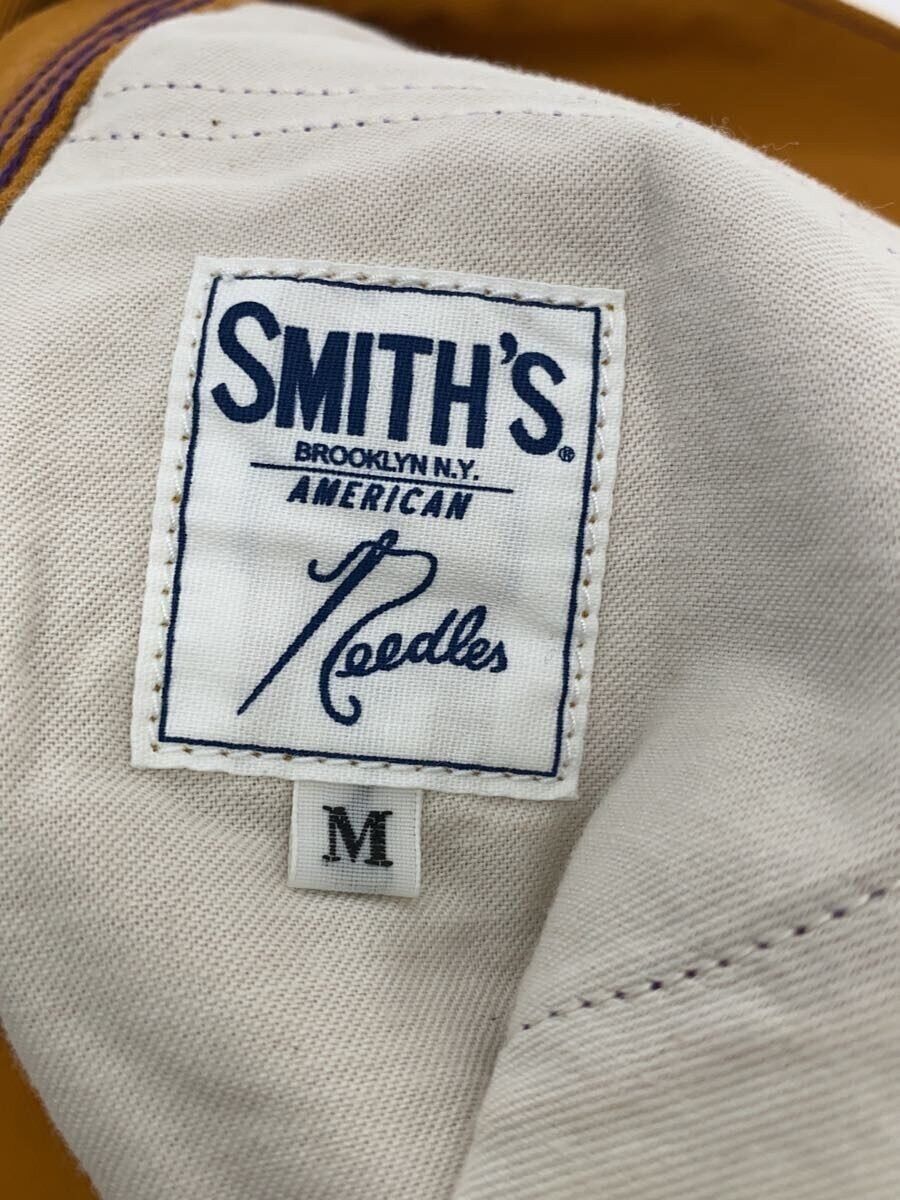 SMITH'S®
BROOKLYN N.Y.
AMERICAN
Needles
M